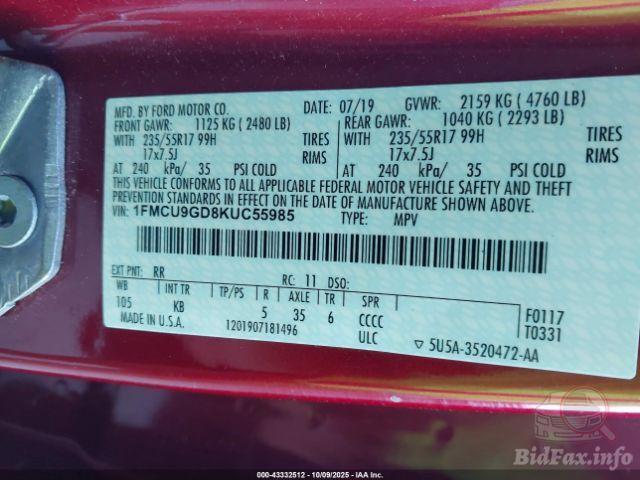 MFD. BY FORD MOTOR CO. DATE: 07/19 GVWR: 2159 KG ( 4760 LB)
FRONT GAWR: 1125 KG ( 2480 LB) REAR GAWR: 1040 KG ( 2293 LB)
WITH 235/55R17 99H TIRES WITH 235/55R17 99H TIRES
17x7.5J RIMS 17x7.5J RIMS
AT 240 kPa/ 35 PSI COLD AT 240 kPa/ 35 PSI COLD
THIS VEHICLE CONFORMS TO ALL APPLICABLE FEDERAL MOTOR VEHICLE SAFETY AND THEFT
PREVENTION STANDARDS IN EFFECT ON THE DATE OF MANUFACTURE SHOWN ABOVE.
VIN: 1FMCU9GD8KUC55985 TYPE: MPV
EXT PNT: RR RC: 11 DSO:
WB INT TR TP/PS R AXLE TR SPR F0117
105 KB 5 35 6 CCCC T0331
MADE IN U.S.A. 1201907181496 ULC ▽ 5U5A-3520472-AA
BidFax.info
000-43332512 - 10/09/2025 - IAA Inc.